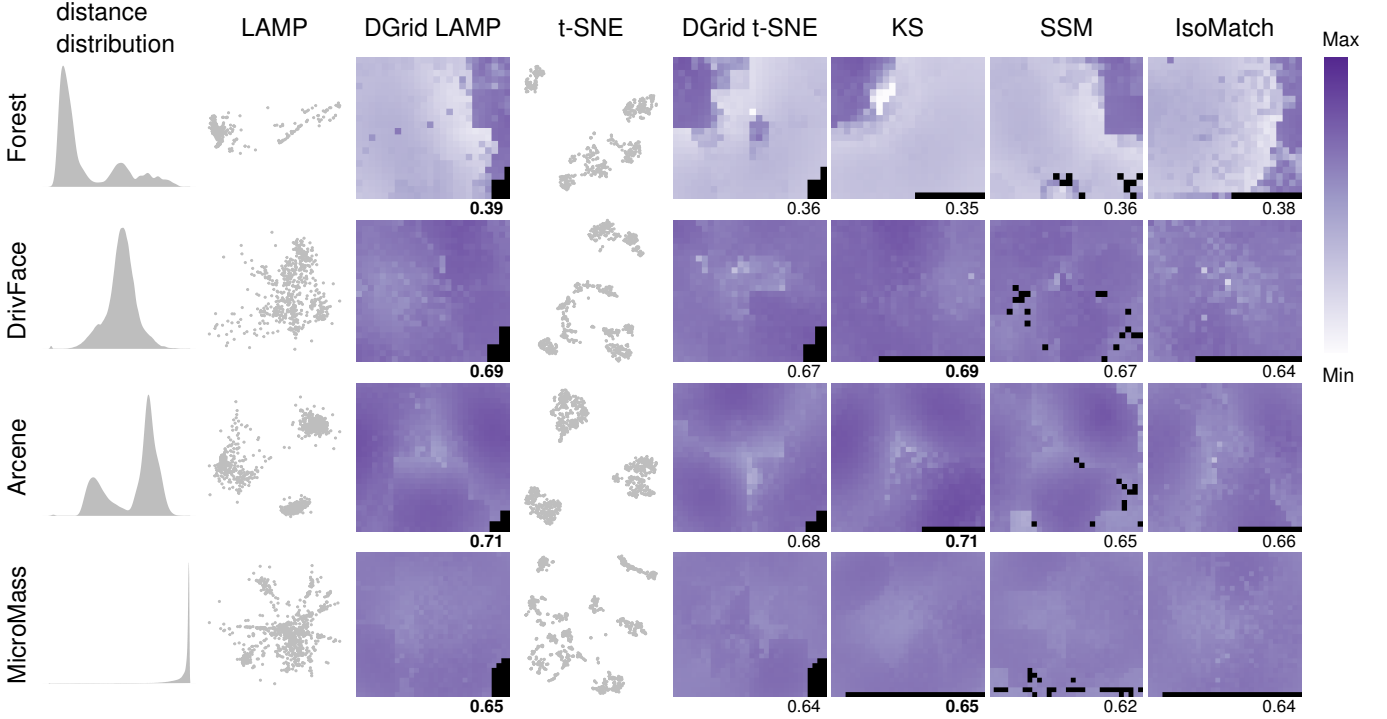 distance
distribution
LAMP
DGrid LAMP
t-SNE
DGrid t-SNE
KS
SSM
IsoMatch
Max
Min
Forest
0.39
0.36
0.35
0.36
0.38
DrivFace
0.69
0.67
0.69
0.67
0.64
Arcene
0.71
0.68
0.71
0.65
0.66
MicroMass
0.65
0.64
0.65
0.62
0.64